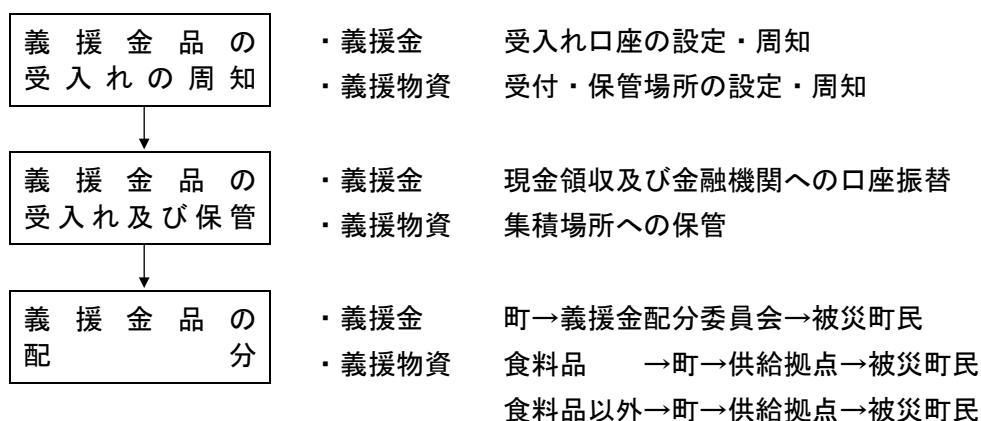 義援金品の
受入れの周知
・義援金　受入れ口座の設定・周知
・義援物資　受付・保管場所の設定・周知
義援金品の
受入れ及び保管
・義援金　現金領収及び金融機関への口座振替
・義援物資　集積場所への保管
義援金品の
配分
・義援金　町→義援金配分委員会→被災町民
・義援物資　食料品　→町→供給拠点→被災町民
食料品以外→町→供給拠点→被災町民